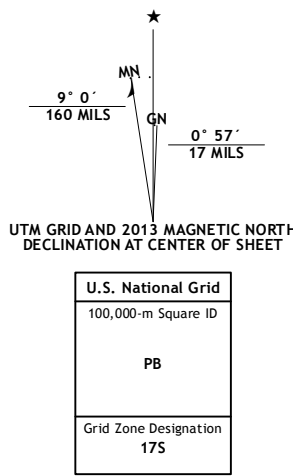 ★
MN
GN
9° 0´
160 MILS
0° 57´
17 MILS
UTM GRID AND 2013 MAGNETIC NORTH
DECLINATION AT CENTER OF SHEET
U.S. National Grid
100,000-m Square ID
PB
Grid Zone Designation
17S